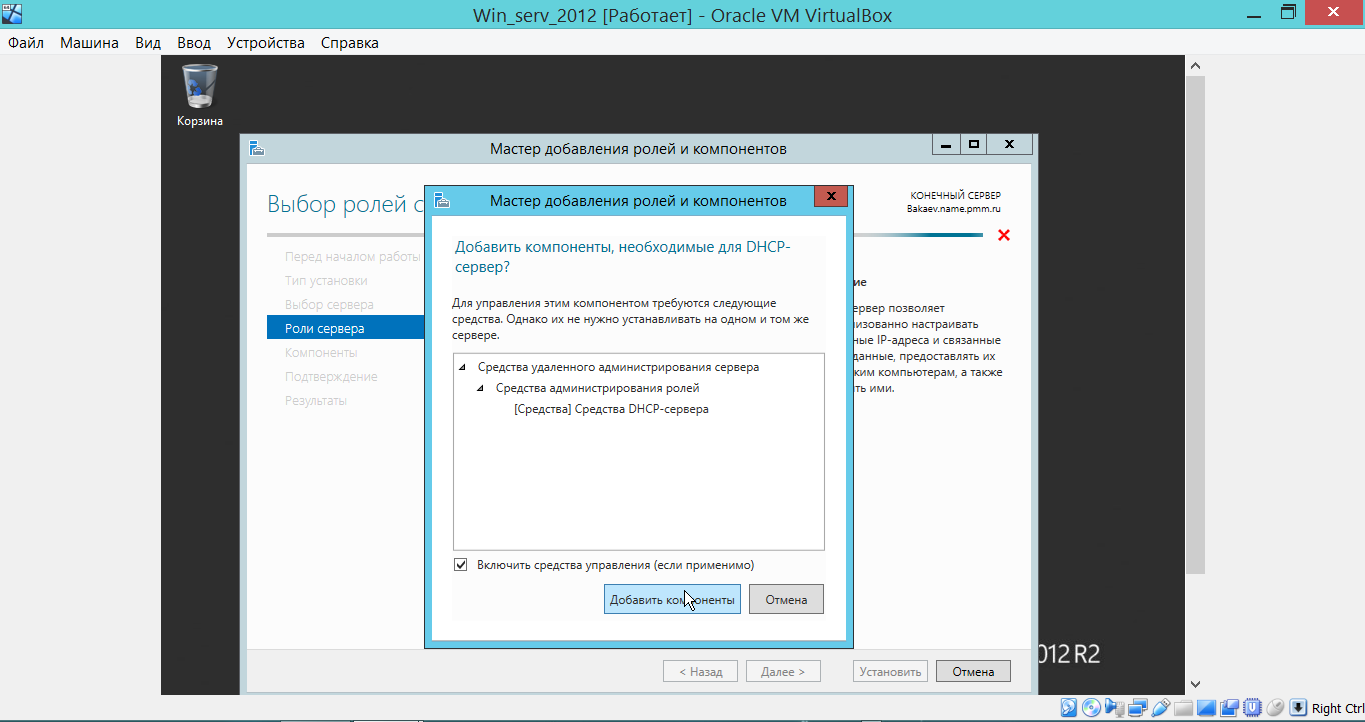 Win_serv_2012 [Работает] - Oracle VM VirtualBox
Файл Машина Вид Ввод Устройства Справка
Корзина
Мастер добавления ролей и компонентов
Выбор ролей с
КОНЕЧНЫЙ СЕРВЕР
Bakaev.name.pmm.ru
Перед началом работы
Тип установки
Выбор сервера
Роли сервера
Компоненты
Подтверждение
Результаты
Мастер добавления ролей и компонентов
Добавить компоненты, необходимые для DHCP-
сервер?
Для управления этим компонентом требуются следующие
средства. Однако их не нужно устанавливать на одном и том же
сервере.
Средства удаленного администрирования сервера
Средства администрирования ролей
[Средства] Средства DHCP-сервера
Включить средства управления (если применимо)
Добавить компоненты Отмена
ие
ервер позволяет
изованно настраивать
ные IP-адреса и связанные
данные, предоставлять их
ким компьютерам, а также
ть ими.
< Назад Далее > Установить Отмена
012 R2
Right Ctrl